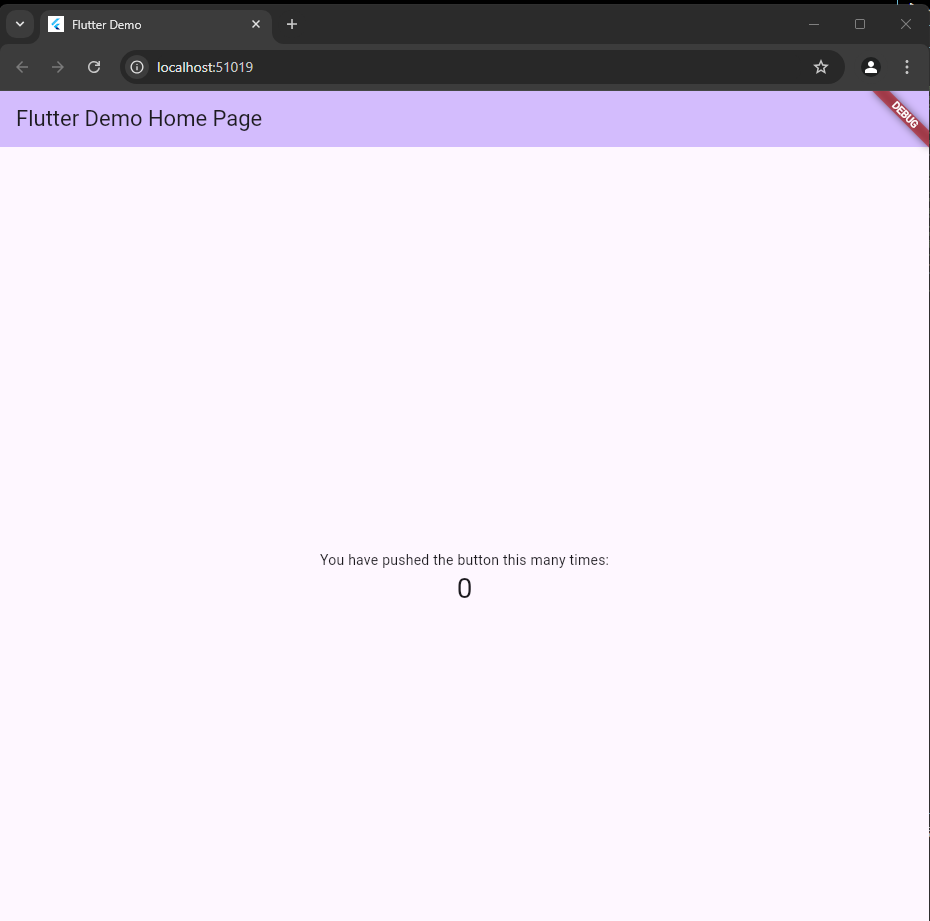 Flutter Demo
localhost:51019
Flutter Demo Home Page
DEBUG
You have pushed the button this many times:
0